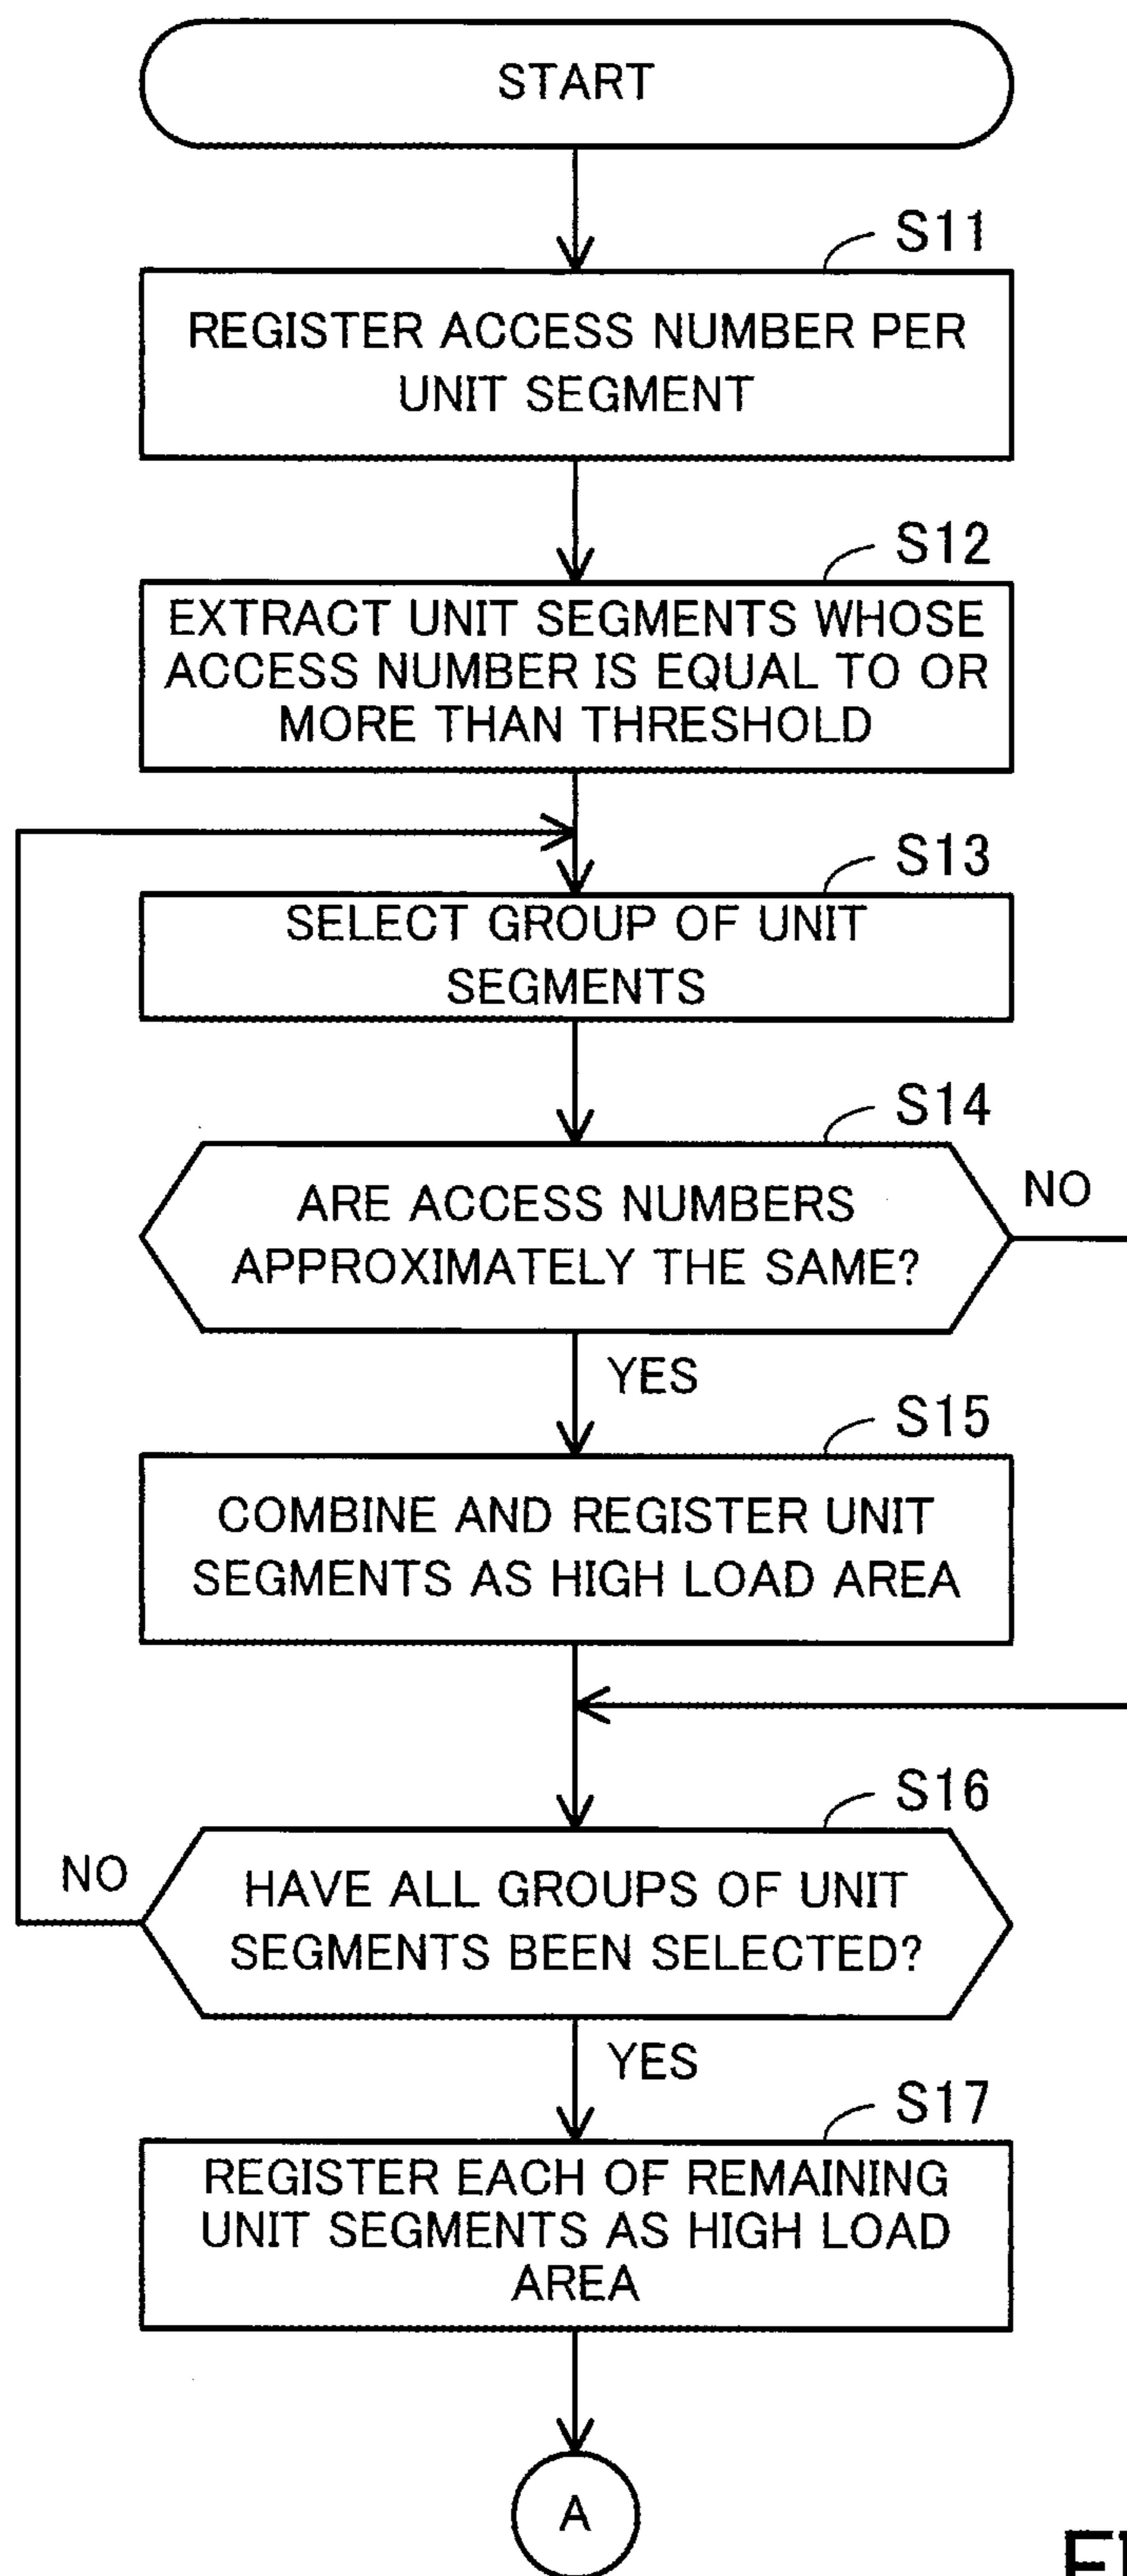 START
S11
REGISTER ACCESS NUMBER PER
UNIT SEGMENT
S12
EXTRACT UNIT SEGMENTS WHOSE
ACCESS NUMBER IS EQUAL TO OR
MORE THAN THRESHOLD
S13
SELECT GROUP OF UNIT
SEGMENTS
S14
ARE ACCESS NUMBERS
APPROXIMATELY THE SAME?
NO
YES
S15
COMBINE AND REGISTER UNIT
SEGMENTS AS HIGH LOAD AREA
S16
NO
HAVE ALL GROUPS OF UNIT
SEGMENTS BEEN SELECTED?
YES
S17
REGISTER EACH OF REMAINING
UNIT SEGMENTS AS HIGH LOAD
AREA
A